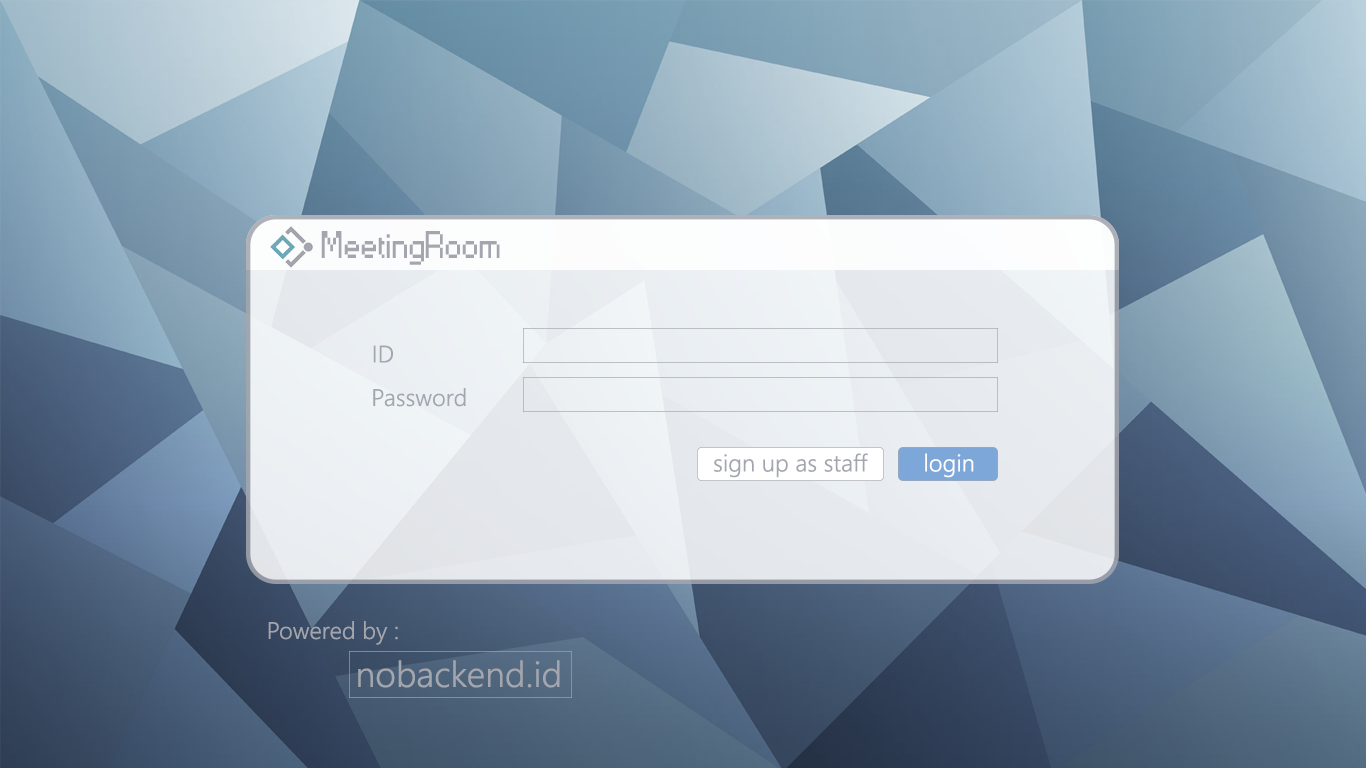 MeetingRoom
ID
Password
sign up as staff login
Powered by :
nobackend.id